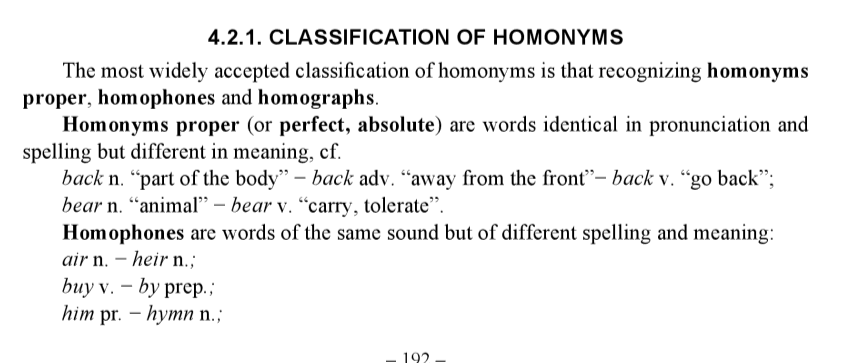 4.2.1. CLASSIFICATION OF HOMONYMS
The most widely accepted classification of homonyms is that recognizing homonyms
proper, homophones and homographs.
Homonyms proper (or perfect, absolute) are words identical in pronunciation and
spelling but different in meaning, cf.
back n. “part of the body” – back adv. “away from the front”– back v. “go back”;
bear n. “animal” – bear v. “carry, tolerate”.
Homophones are words of the same sound but of different spelling and meaning:
air n. – heir n.;
buy v. – by prep.;
him pr. – hymn n.;
– 192 –